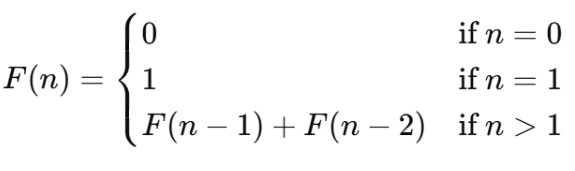 0 if n = 0
F(n) = { 1 if n = 1
F(n − 1) + F(n − 2) if n > 1